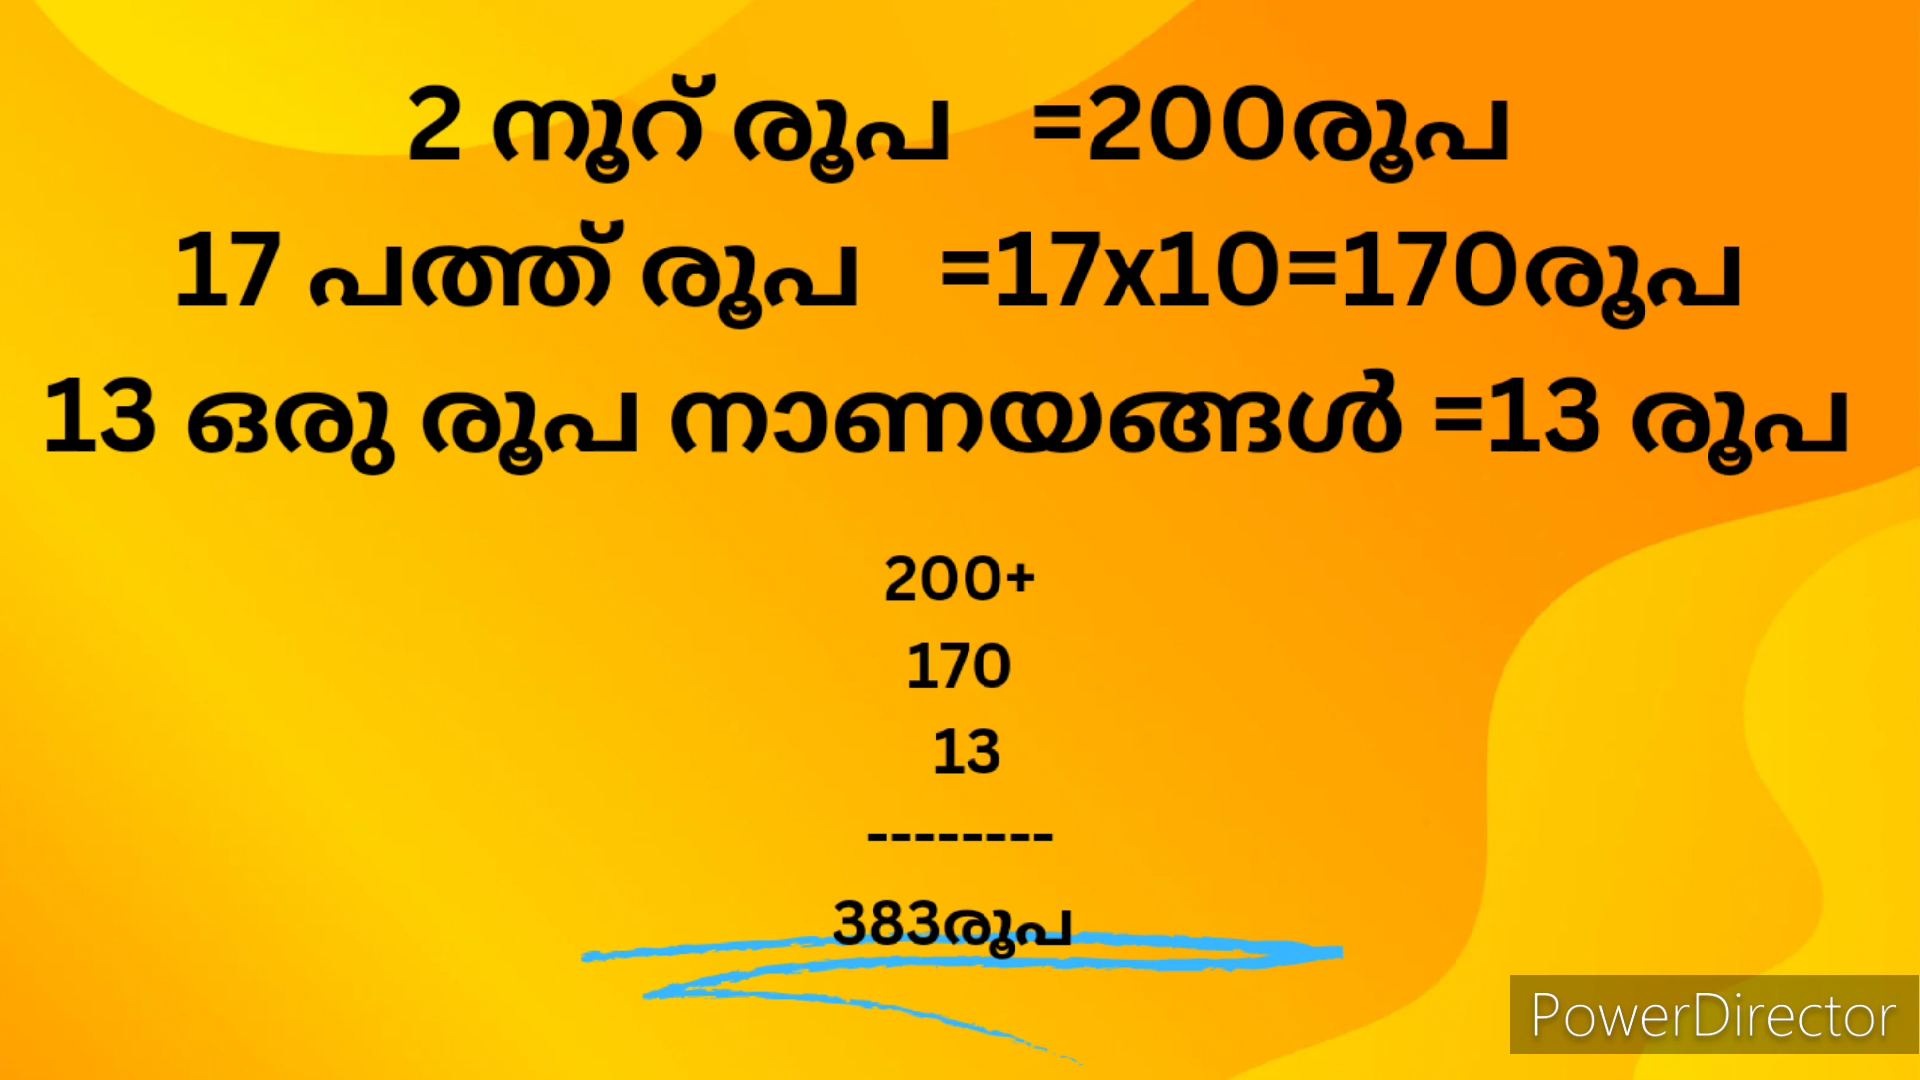 2 നൂറ് രൂപ =200രൂപ
17 പത്ത് രൂപ =17x10=170രൂപ
13 ഒരു രൂപ നാണയങ്ങൾ =13 രൂപ
200+
170
13
--------
383രൂപ
PowerDirector